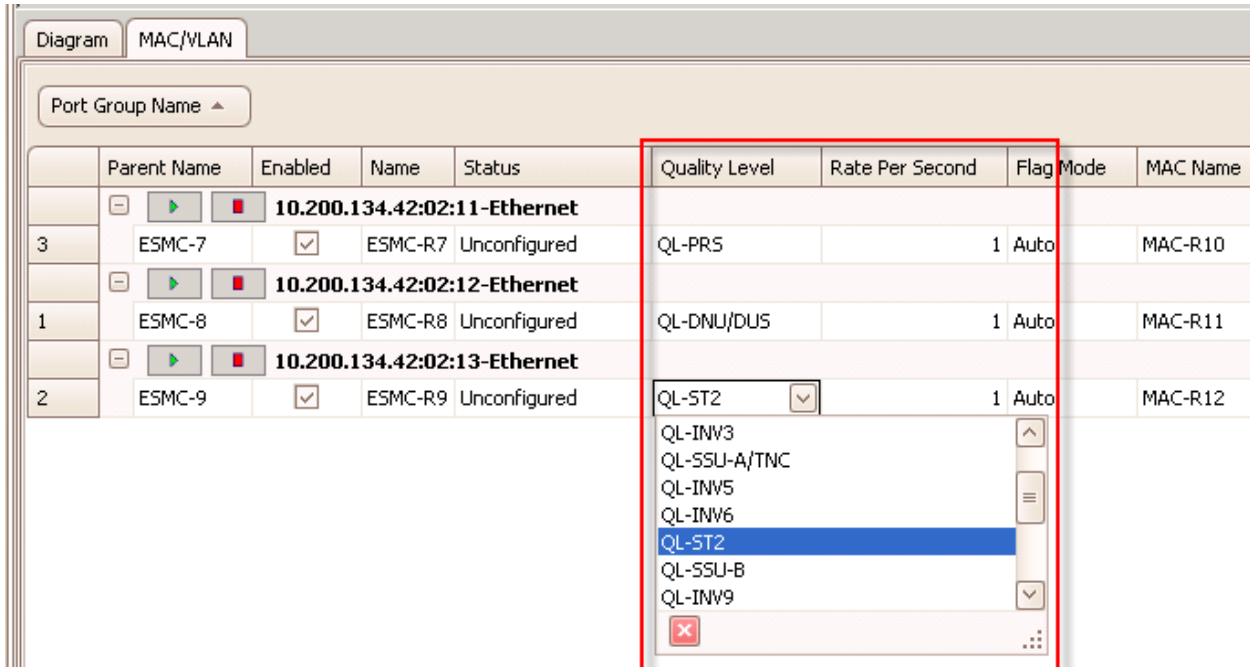 Diagram MAC/VLAN
Port Group Name
Parent Name Enabled Name Status Quality Level Rate Per Second Flag Mode MAC Name
10.200.134.42:02:11-Ethernet
3 ESMC-7 ESMC-R7 Unconfigured QL-PRS 1 Auto MAC-R10
10.200.134.42:02:12-Ethernet
1 ESMC-8 ESMC-R8 Unconfigured QL-DNU/DUS 1 Auto MAC-R11
10.200.134.42:02:13-Ethernet
2 ESMC-9 ESMC-R9 Unconfigured QL-ST2 1 Auto MAC-R12
QL-INV3
QL-SSU-A/TNC
QL-INV5
QL-INV6
QL-ST2
QL-SSU-B
QL-INV9